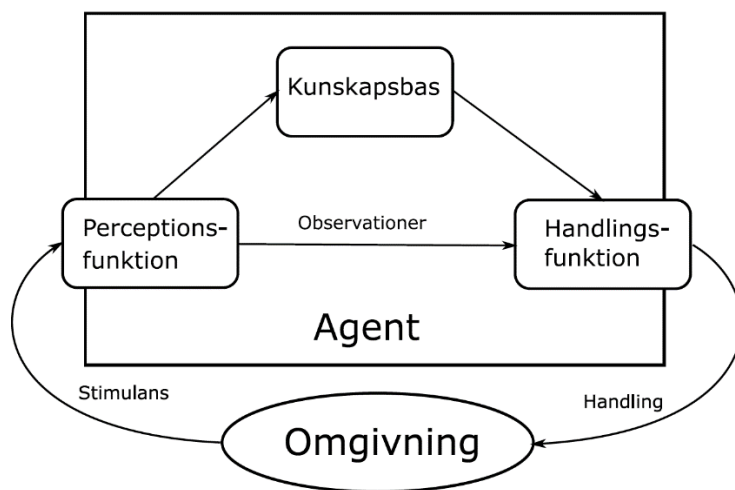 Kunskapsbas
Perceptions-
funktion
Observationer
Handlings-
funktion
Agent
Stimulans
Handling
Omgivning